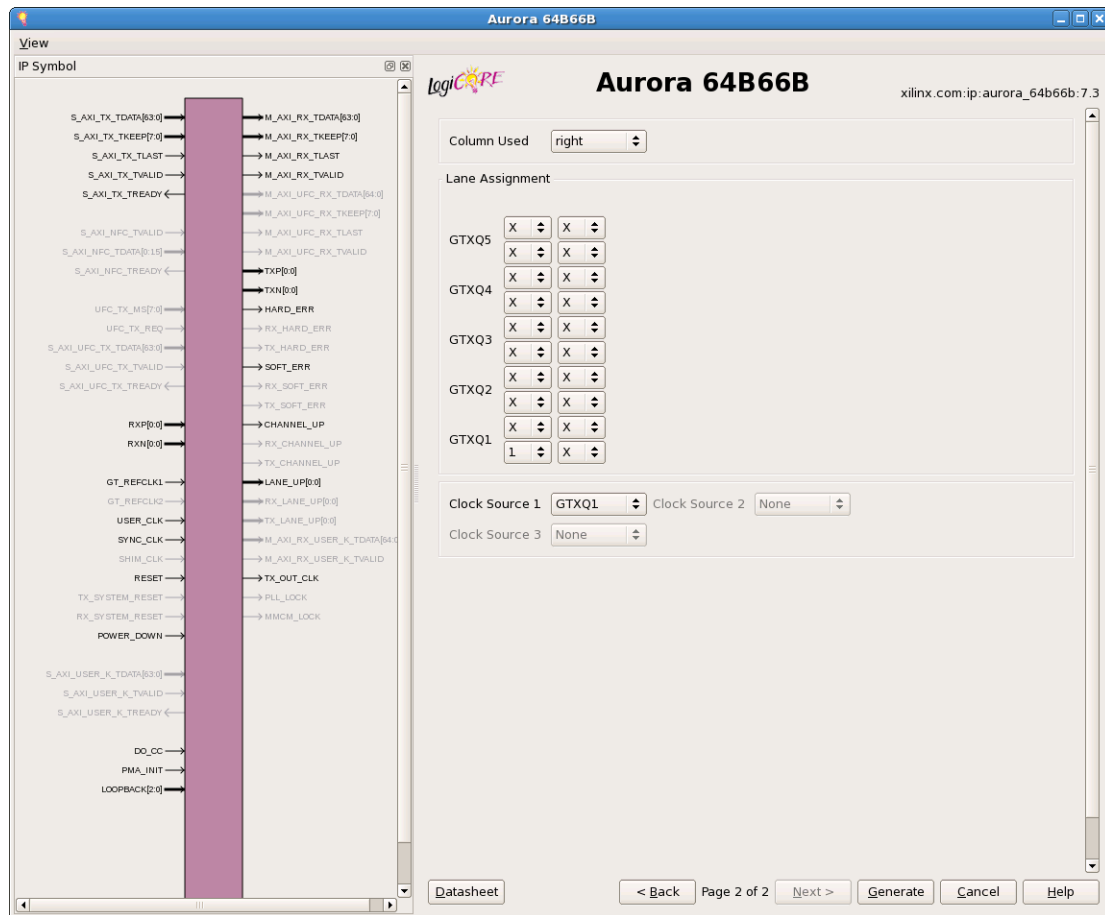 Aurora 64B66B
View
IP Symbol
S_AXI_TX_TDATA[63:0]
S_AXI_TX_TKEEP[7:0]
S_AXI_TX_TLAST
S_AXI_TX_TVALID
S_AXI_TX_TREADY
S_AXI_NFC_TVALID
S_AXI_NFC_TDATA[0:15]
S_AXI_NFC_TREADY
UFC_TX_MS[7:0]
UFC_TX_REQ
S_AXI_UFC_TX_TDATA[63:0]
S_AXI_UFC_TX_TVALID
S_AXI_UFC_TX_TREADY
RXP[0:0]
RXN[0:0]
GT_REFCLK1
GT_REFCLK2
USER_CLK
SYNC_CLK
SHIM_CLK
RESET
TX_SYSTEM_RESET
RX_SYSTEM_RESET
POWER_DOWN
S_AXI_USER_K_TDATA[63:0]
S_AXI_USER_K_TVALID
S_AXI_USER_K_TREADY
DO_CC
PMA_INIT
LOOPBACK[2:0]
M_AXI_RX_TDATA[63:0]
M_AXI_RX_TKEEP[7:0]
M_AXI_RX_TLAST
M_AXI_RX_TVALID
M_AXI_UFC_RX_TDATA[64:0]
M_AXI_UFC_RX_TKEEP[7:0]
M_AXI_UFC_RX_TLAST
M_AXI_UFC_RX_TVALID
TXP[0:0]
TXN[0:0]
HARD_ERR
RX_HARD_ERR
TX_HARD_ERR
SOFT_ERR
RX_SOFT_ERR
TX_SOFT_ERR
CHANNEL_UP
RX_CHANNEL_UP
TX_CHANNEL_UP
LANE_UP[0:0]
RX_LANE_UP[0:0]
TX_LANE_UP[0:0]
M_AXI_RX_USER_K_TDATA[64:0
M_AXI_RX_USER_K_TVALID
TX_OUT_CLK
PLL_LOCK
MMCM_LOCK
LogiCORE
Aurora 64B66B
xilinx.com:ip:aurora_64b66b:7.3
Column Used right
Lane Assignment
X X
GTXQ5
X X
X X
GTXQ4
X X
X X
GTXQ3
X X
X X
GTXQ2
X X
X X
GTXQ1
1 X
Clock Source 1 GTXQ1 Clock Source 2 None
Clock Source 3 None
Datasheet < Back Page 2 of 2 Next > Generate Cancel Help